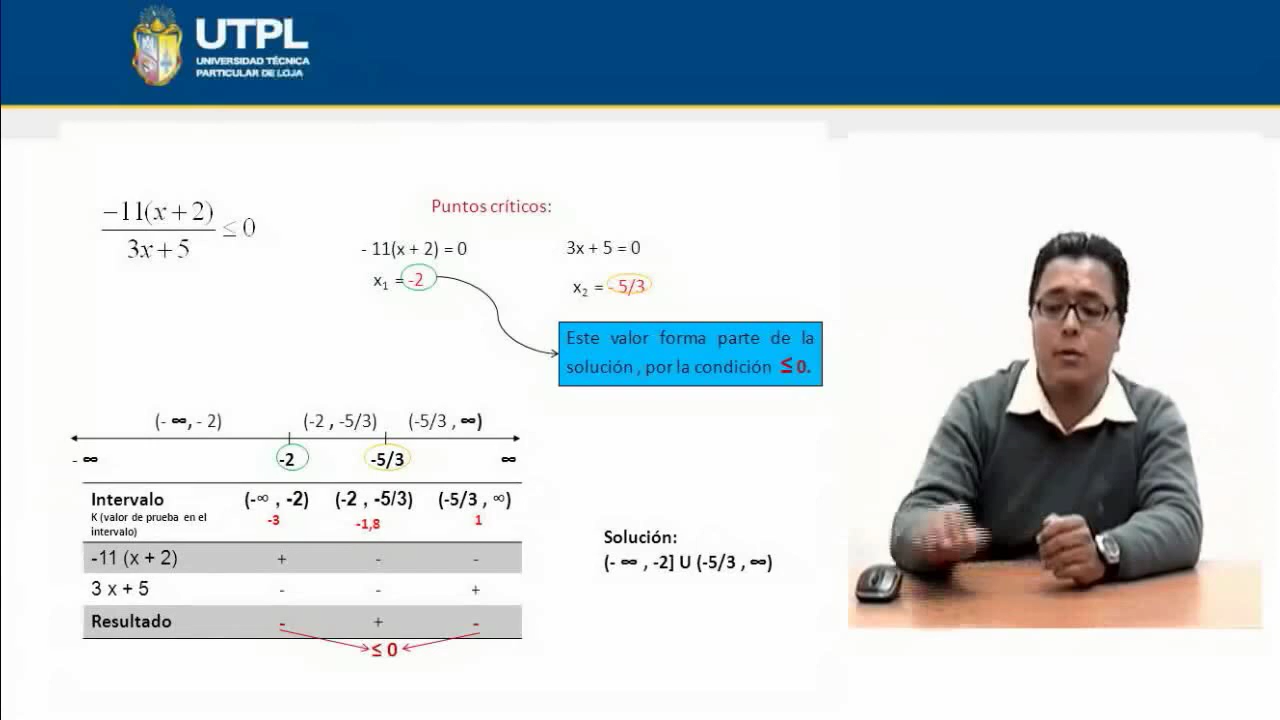 UTPL
UNIVERSIDAD TÉCNICA
PARTICULAR DE LOJA
-11(x+2)
3x+5
≤ 0
Puntos críticos:
- 11(x + 2) = 0
3x + 5 = 0
x₁ = -2
x₂ = - 5/3
Este valor forma parte de la
solución , por la condición ≤ 0.
(- ∞, - 2) (-2 , -5/3) (-5/3 , ∞)
- ∞ -2 -5/3 ∞
Intervalo (-∞ , -2) (-2 , -5/3) (-5/3 , ∞)
K (valor de prueba en el
intervalo) -3 -1,8 1
-11 (x + 2) + - -
3 x + 5 - - +
Resultado - + -
≤ 0
Solución:
(- ∞ , -2] U (-5/3 , ∞)